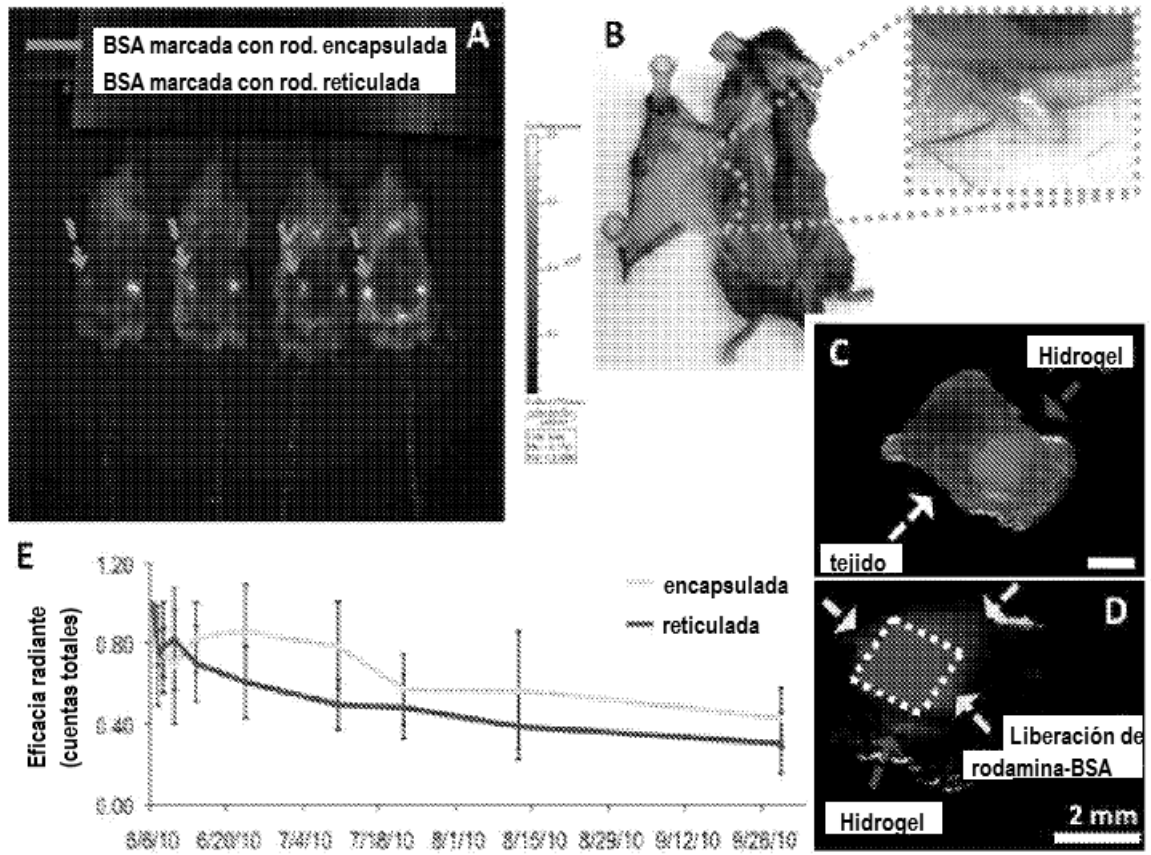 A
BSA marcada con rod. encapsulada
BSA marcada con rod. reticulada
B
C
Hidrogel
tejido
D
Liberación de
rodamina-BSA
Hidrogel
2 mm
E
Eficacia radiante
(cuentas totales)
1.20
0.80
0.40
0.00
encapsulada
reticulada
6/6/10 6/20/10 7/4/10 7/18/10 8/1/10 8/15/10 8/29/10 9/12/10 9/26/10